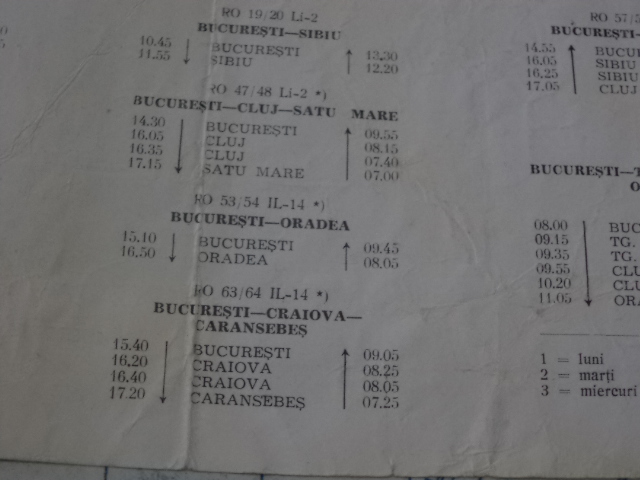 RO 19/20 Li-2
BUCUREȘTI—SIBIU
10.45 BUCUREȘTI 13.30
11.55 SIBIU 12.20
RO 47/48 Li-2 *)
BUCUREȘTI—CLUJ—SATU MARE
14.30 BUCUREȘTI 09.55
16.05 CLUJ 08.15
16.35 CLUJ 07.40
17.15 SATU MARE 07.00
RO 53/54 IL-14 *)
BUCUREȘTI—ORADEA
15.10 BUCUREȘTI 09.45
16.50 ORADEA 08.05
RO 63/64 IL-14 *)
BUCUREȘTI—CRAIOVA—
CARANSEBEȘ
15.40 BUCUREȘTI 09.05
16.20 CRAIOVA 08.25
16.40 CRAIOVA 08.05
17.20 CARANSEBEȘ 07.25
RO 57/5
BUCUREȘTI—
14.55 BUCU
16.05 SIBIU
16.25 SIBIU
17.05 CLUJ
BUCUREȘTI—T
O
08.00 BUC
09.15 TG.
09.35 TG.
09.55 CLU
10.20 CLU
11.05 ORA
1 = luni
2 = marți
3 = miercuri